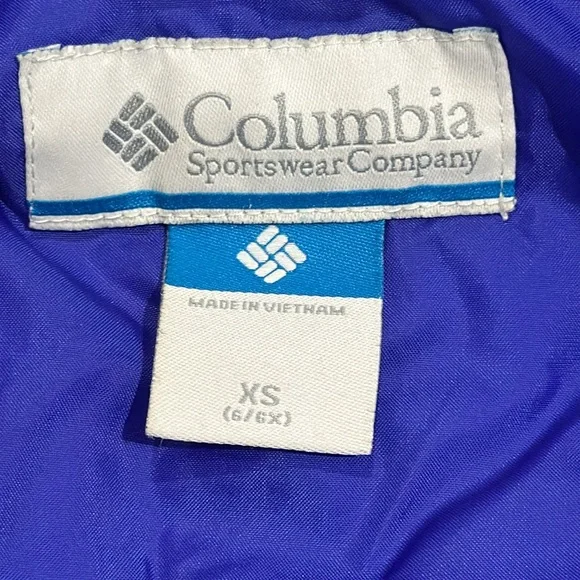 Columbia
Sportswear Company
MADE IN VIETNAM
XS
(6/6X)